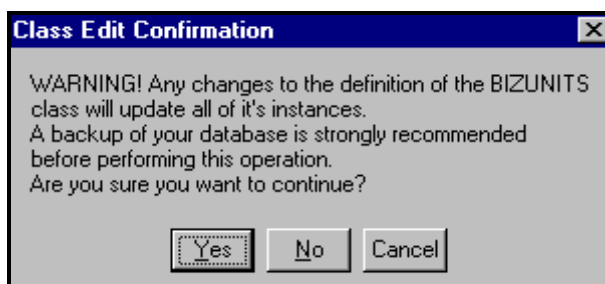 Class Edit Confirmation
WARNING! Any changes to the definition of the BIZUNITS
class will update all of it's instances.
A backup of your database is strongly recommended
before performing this operation.
Are you sure you want to continue?
Yes No Cancel